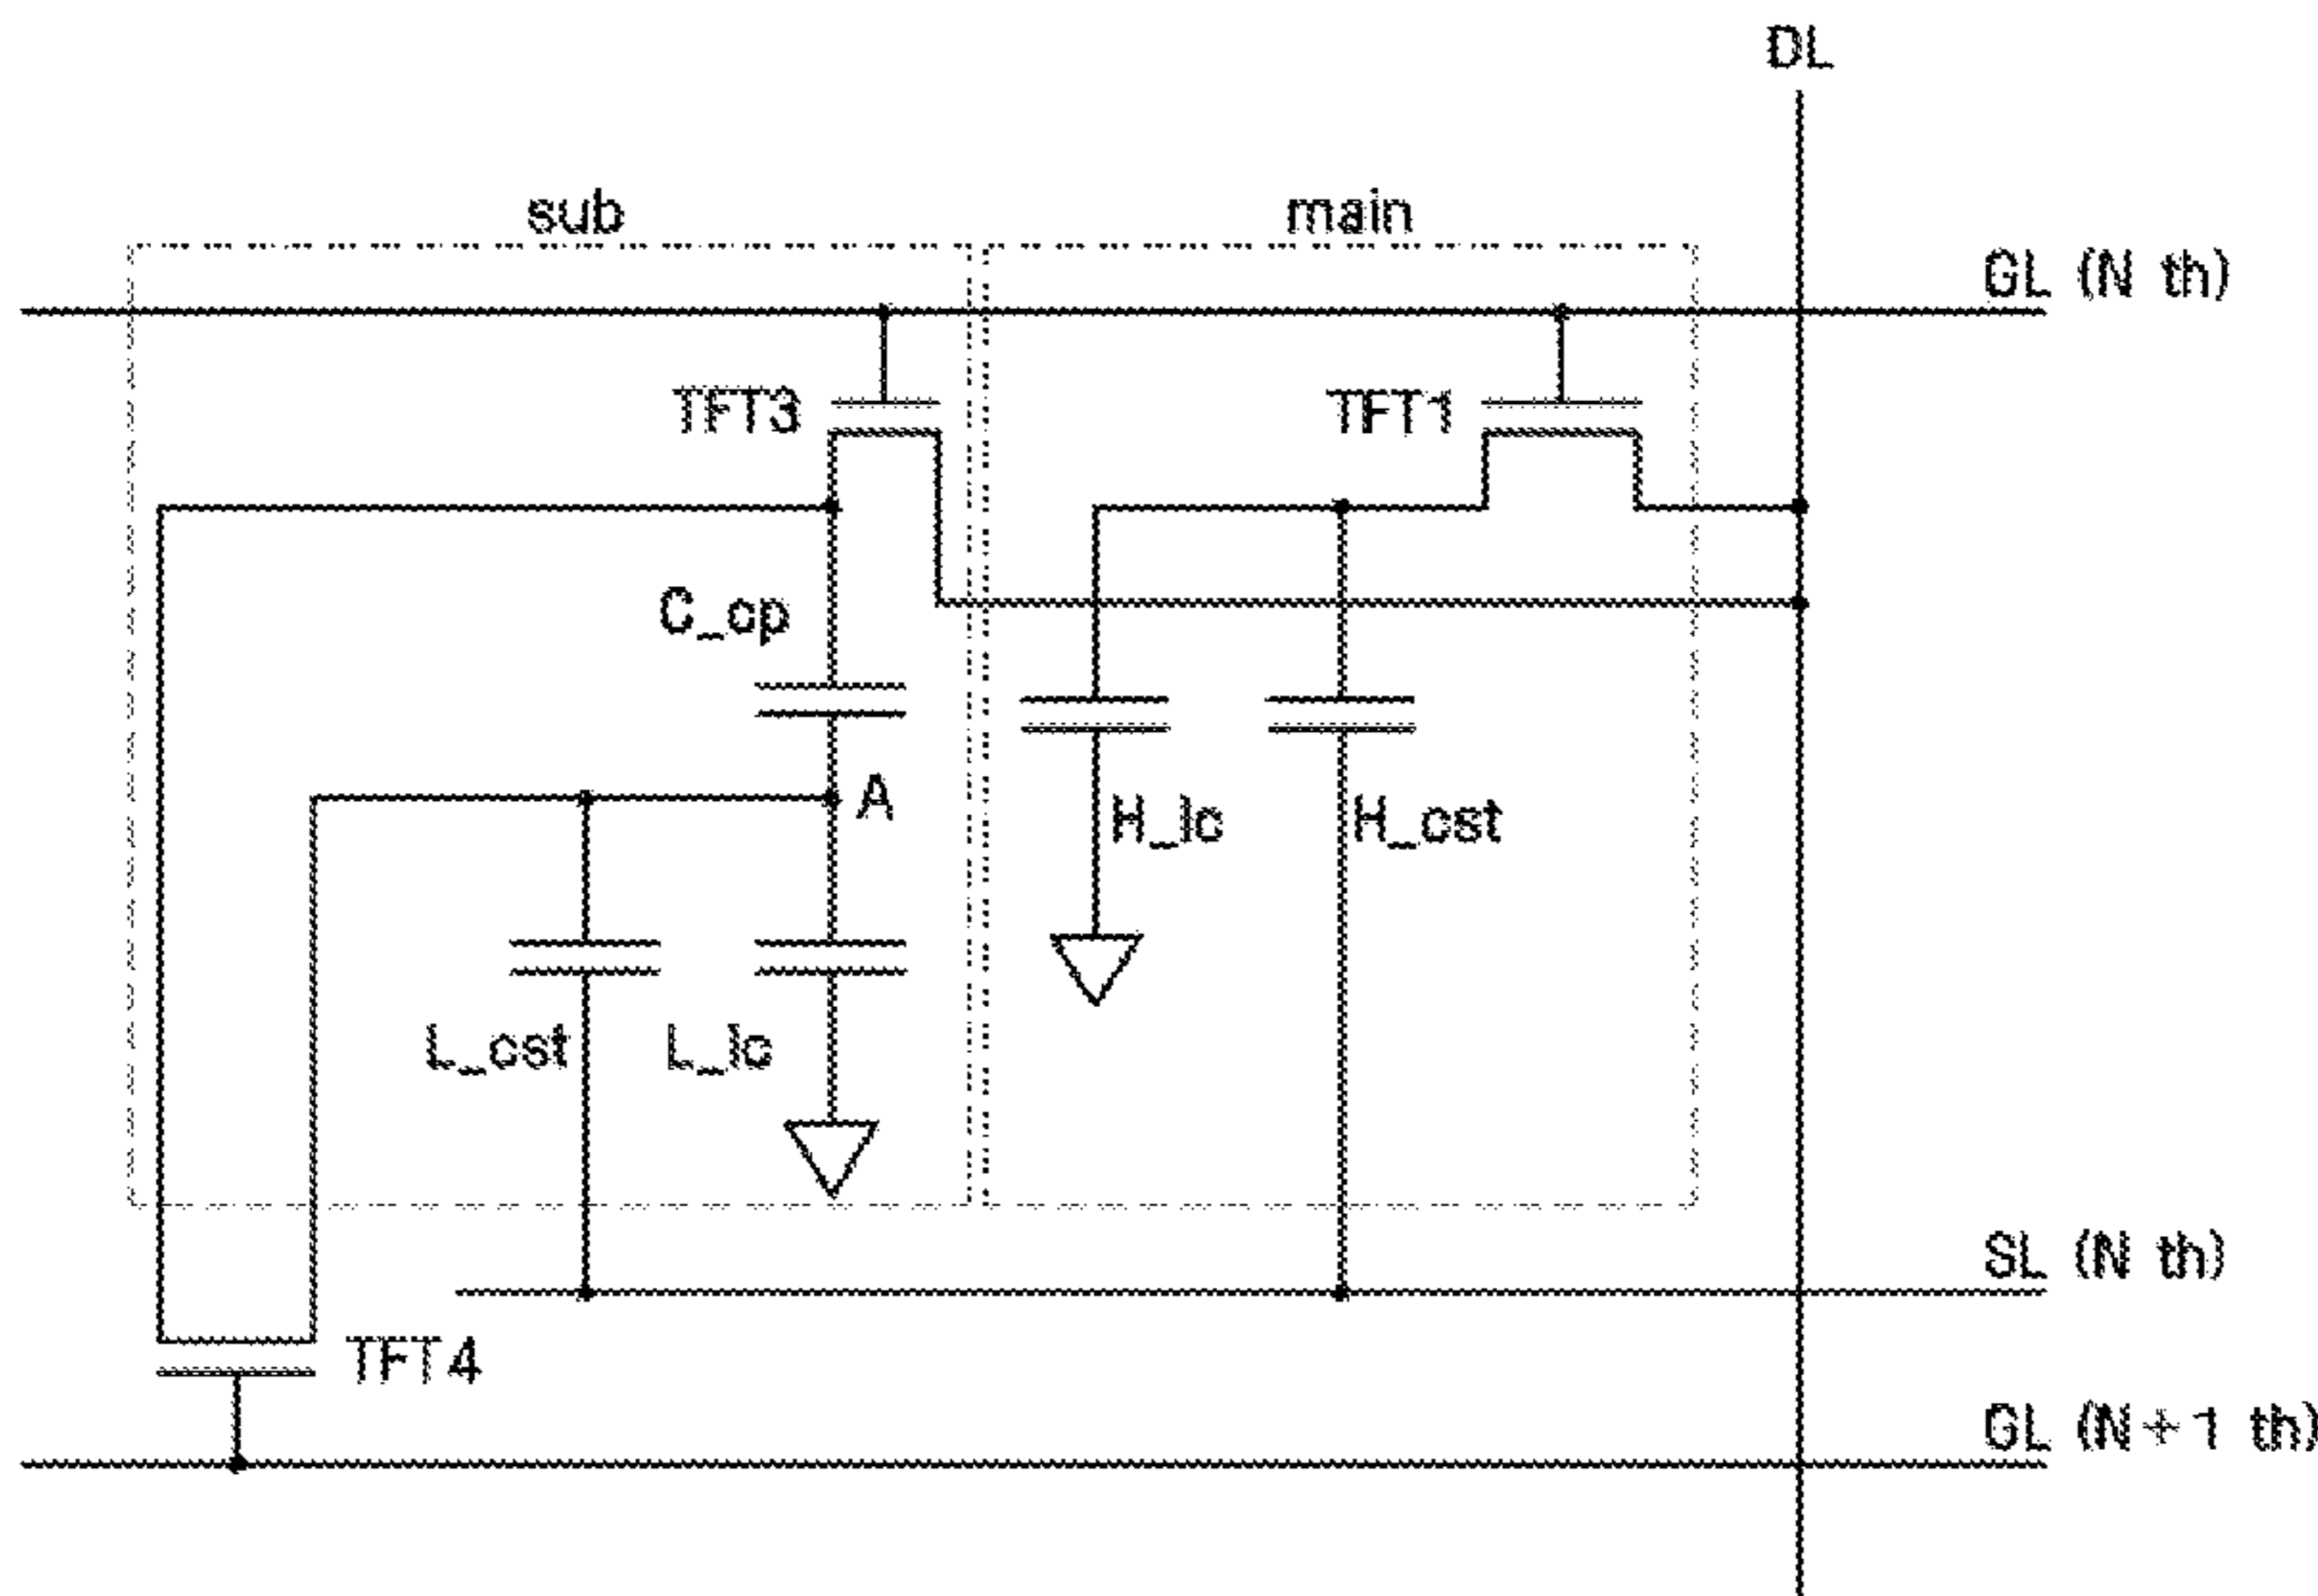 DL
sub
main
GL (N th)
TFT3
TFT1
C_cp
A
H_lc
H_cst
L_cst
L_lc
SL (N th)
TFT4
GL (N+1 th)